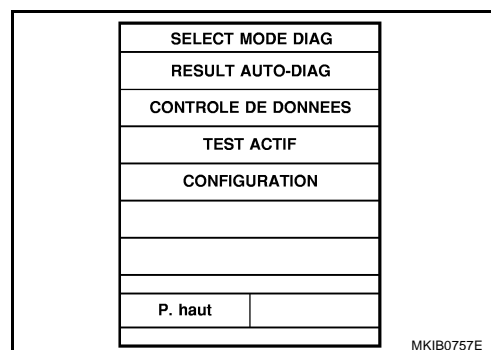 SELECT MODE DIAG
RESULT AUTO-DIAG
CONTROLE DE DONNEES
TEST ACTIF
CONFIGURATION
P. haut
MKIB0757E